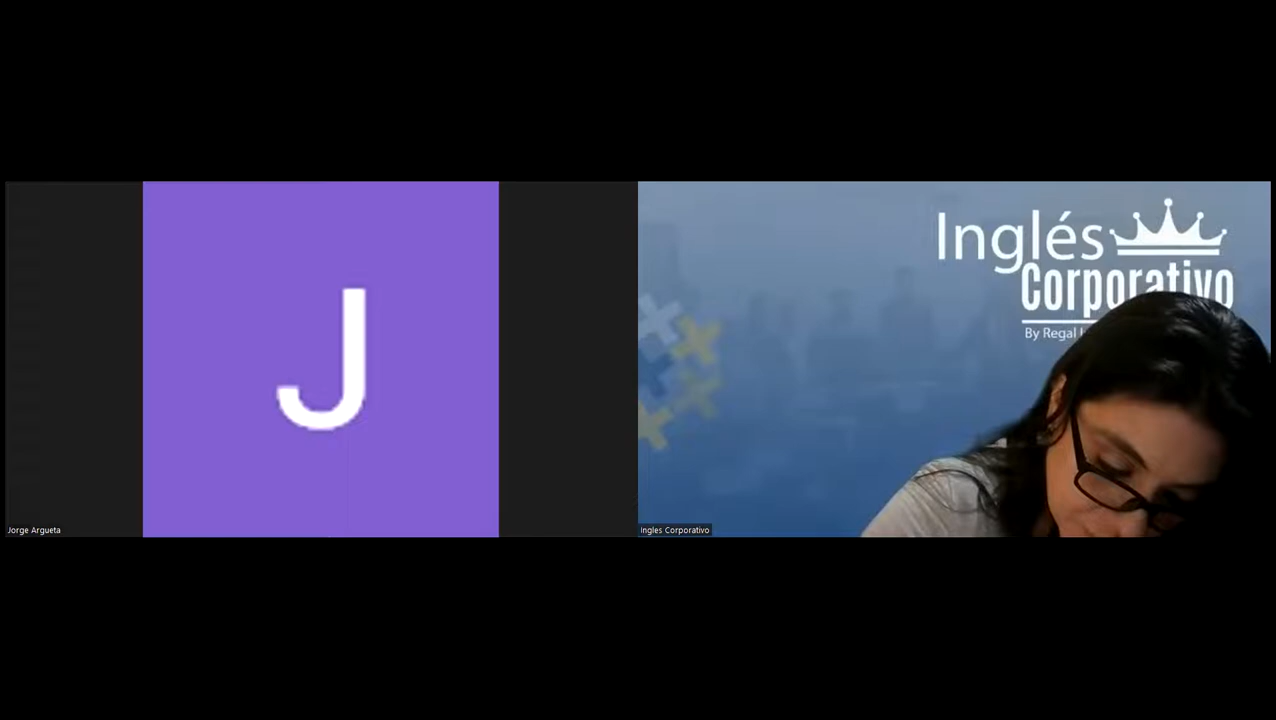 J
Jorge Argueta
Inglés
Corporativo
By Regal
Ingles Corporativo